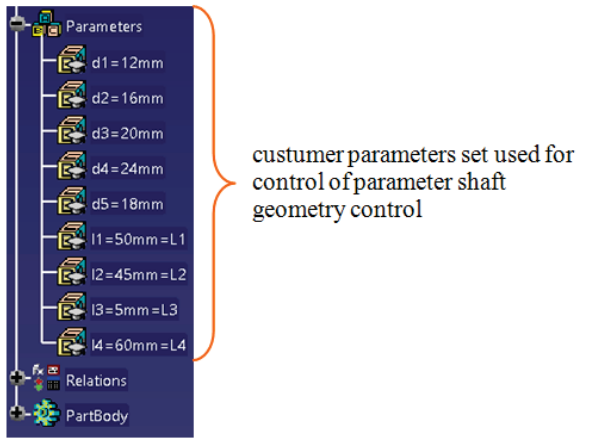 Parameters
d1=12mm
d2=16mm
d3=20mm
d4=24mm
d5=18mm
l1=50mm=L1
l2=45mm=L2
l3=5mm=L3
l4=60mm=L4
Relations
PartBody
custumer parameters set used for
control of parameter shaft
geometry control